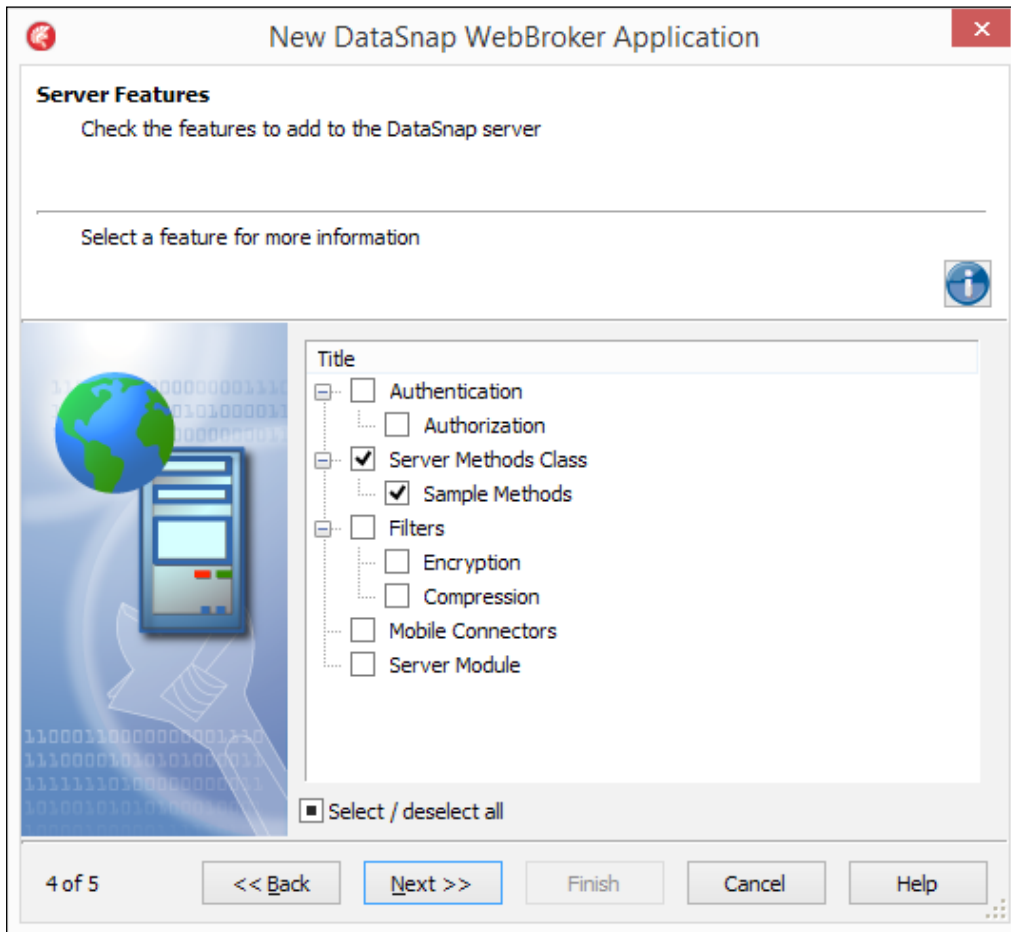 New DataSnap WebBroker Application
Server Features
Check the features to add to the DataSnap server
Select a feature for more information
Title
Authentication
Authorization
Server Methods Class
Sample Methods
Filters
Encryption
Compression
Mobile Connectors
Server Module
Select / deselect all
4 of 5
<< Back
Next >>
Finish
Cancel
Help